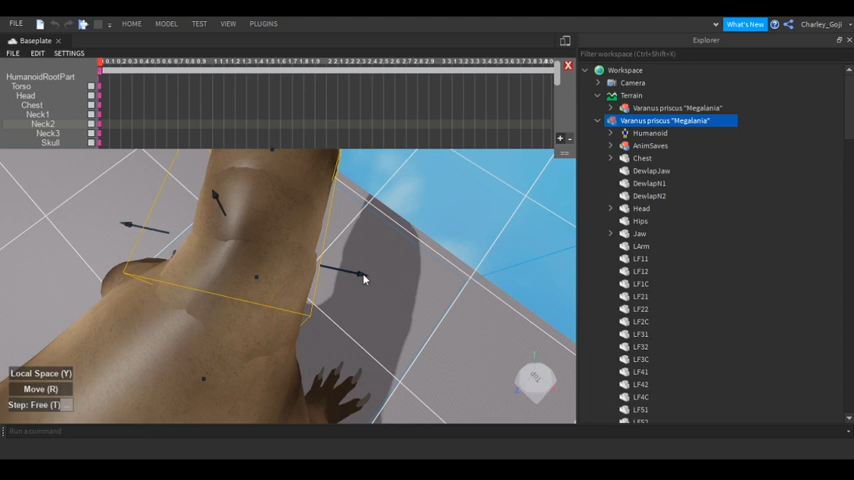 FILE HOME MODEL TEST VIEW PLUGINS What's New Charley_Goji
Baseplate Explorer
FILE EDIT SETTINGS Filter workspace (Ctrl+Shift+X)
HumanoidRootPart
Torso
Head
Chest
Neck1
Neck2
Neck3
Skull
Workspace
Camera
Terrain
Varanus priscus "Megalania"
Varanus priscus "Megalania"
Humanoid
AnimSaves
Chest
DewlapJaw
DewlapN1
DewlapN2
Head
Hips
Jaw
LArm
LF11
LF12
LF1C
LF21
LF22
LF2C
LF31
LF32
LF3C
LF41
LF42
LF4C
LF51
Local Space (Y)
Move (R)
Step: Free (T) ...
TOP
Run a command